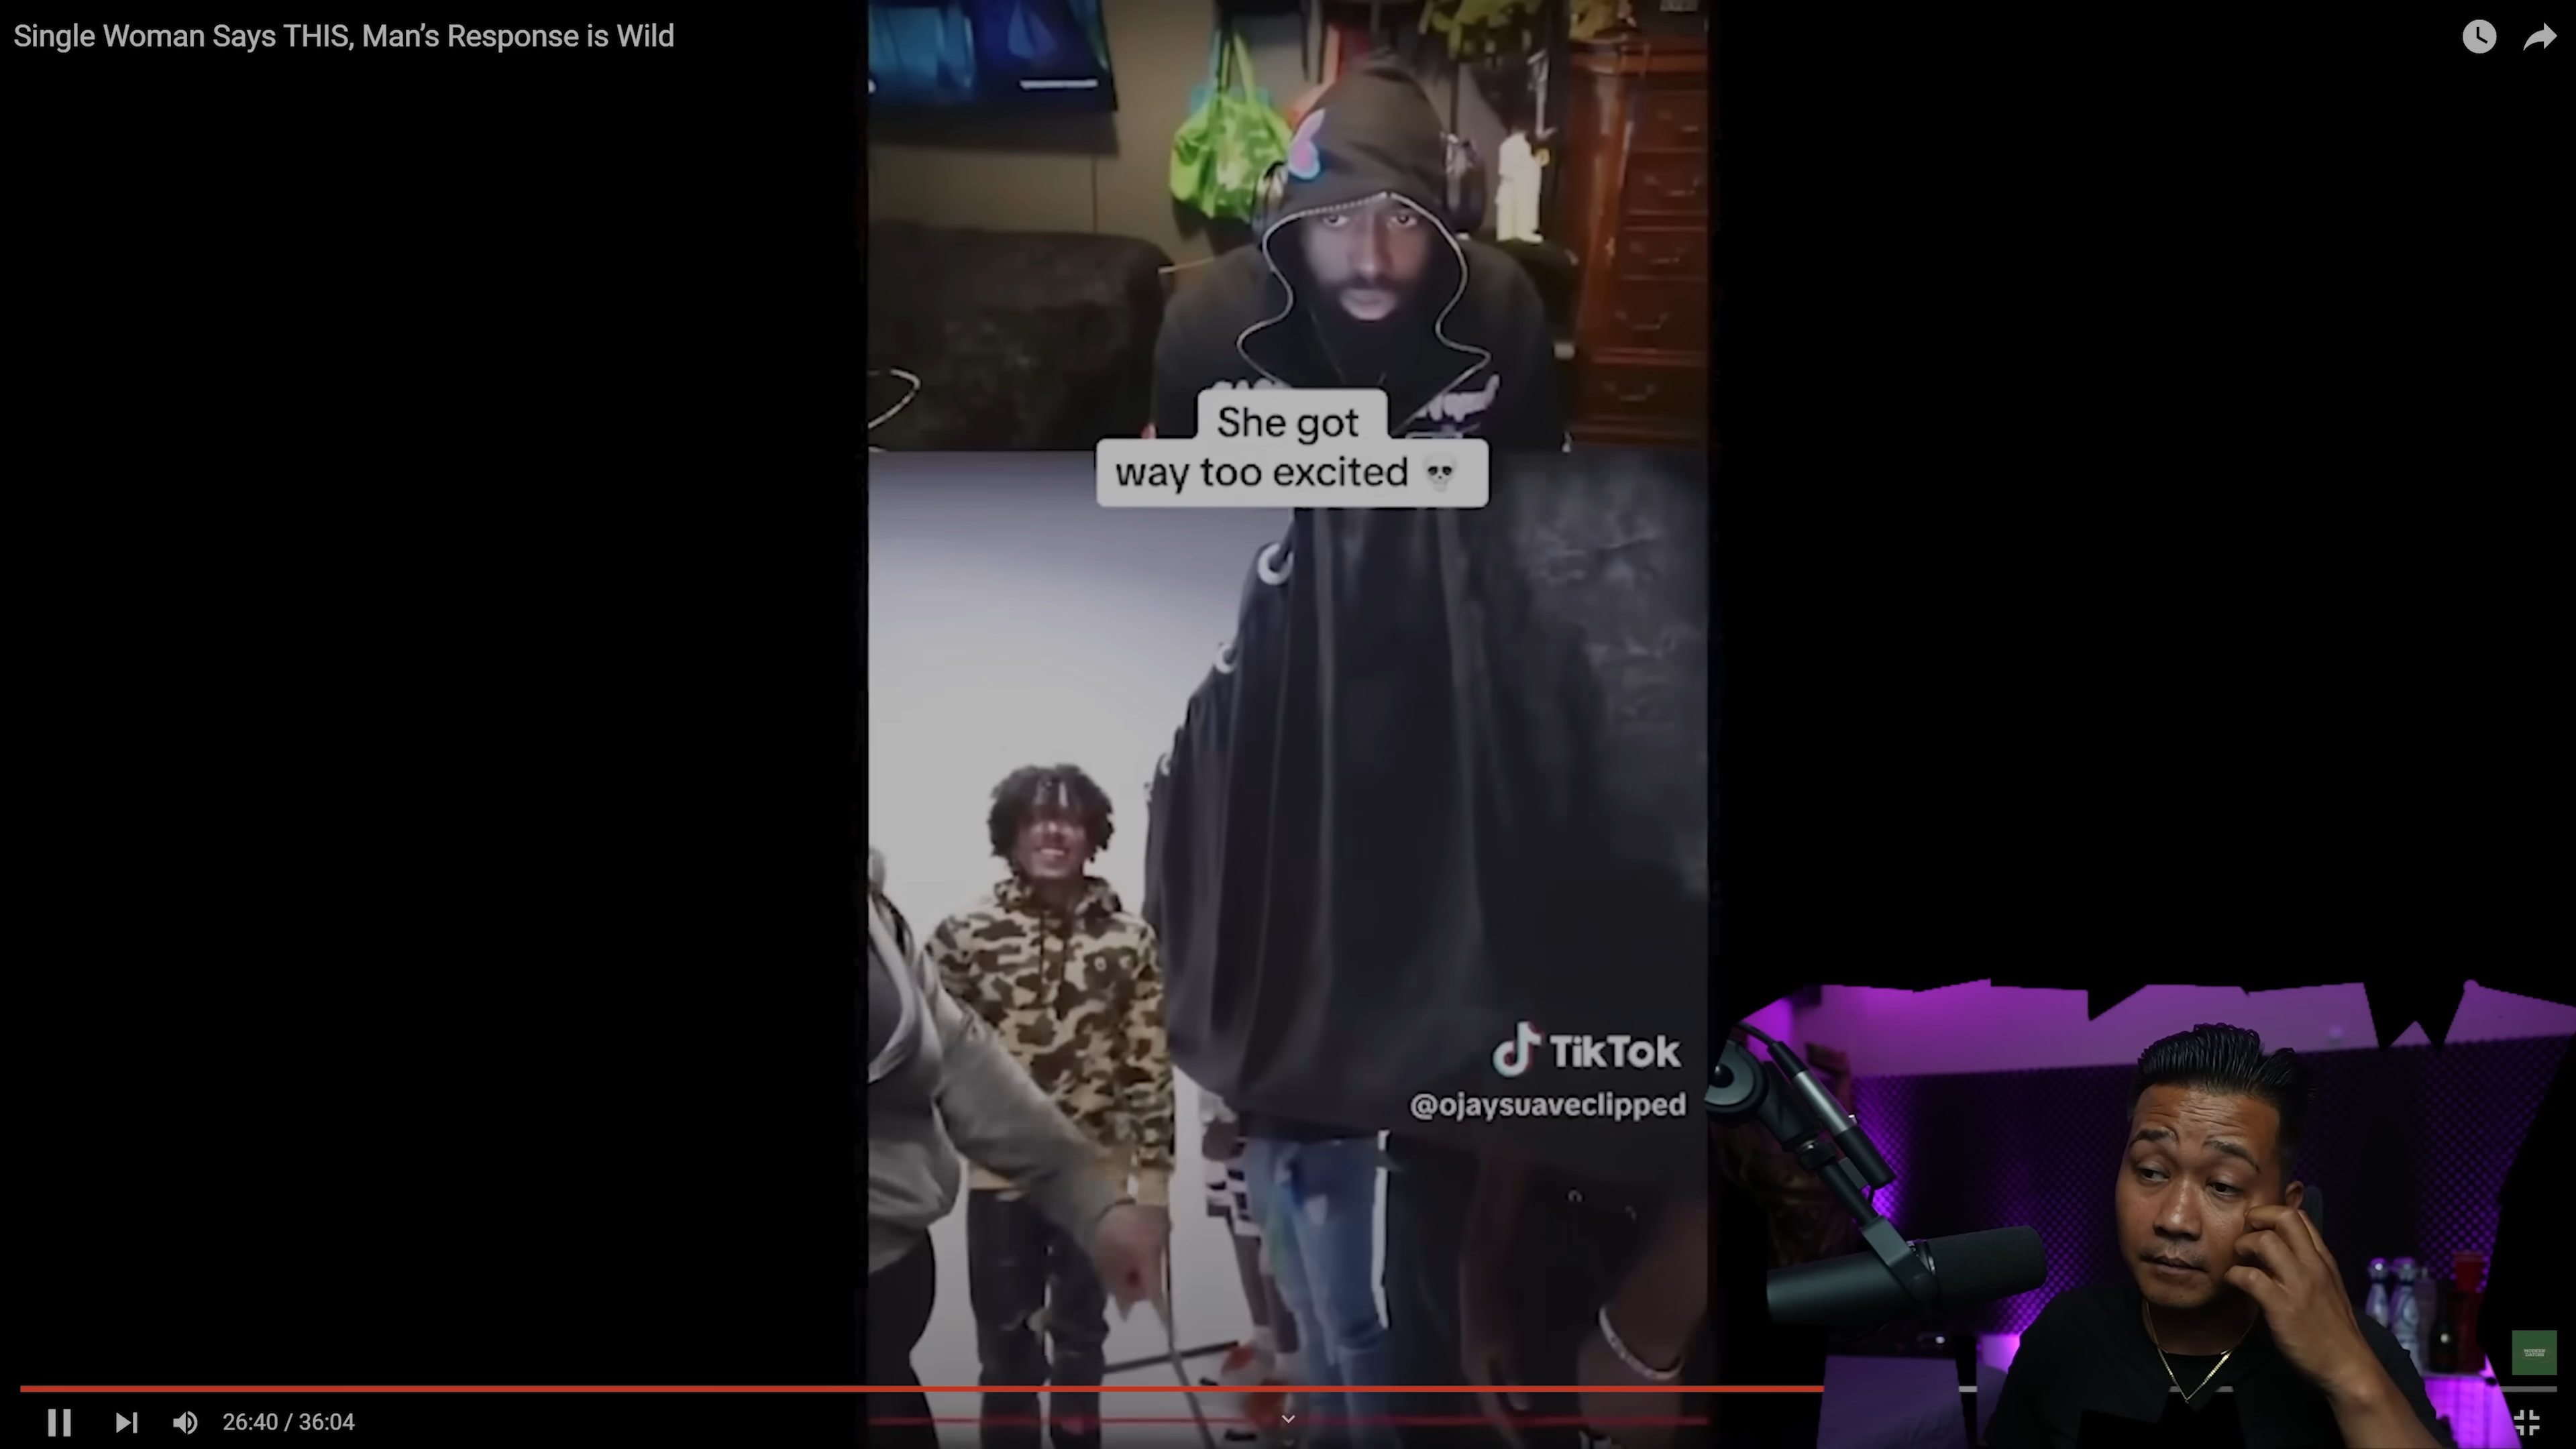 Single Woman Says THIS, Man’s Response is Wild
She got
way too excited 💀
TikTok
@ojaysuaveclipped
26:40 / 36:04